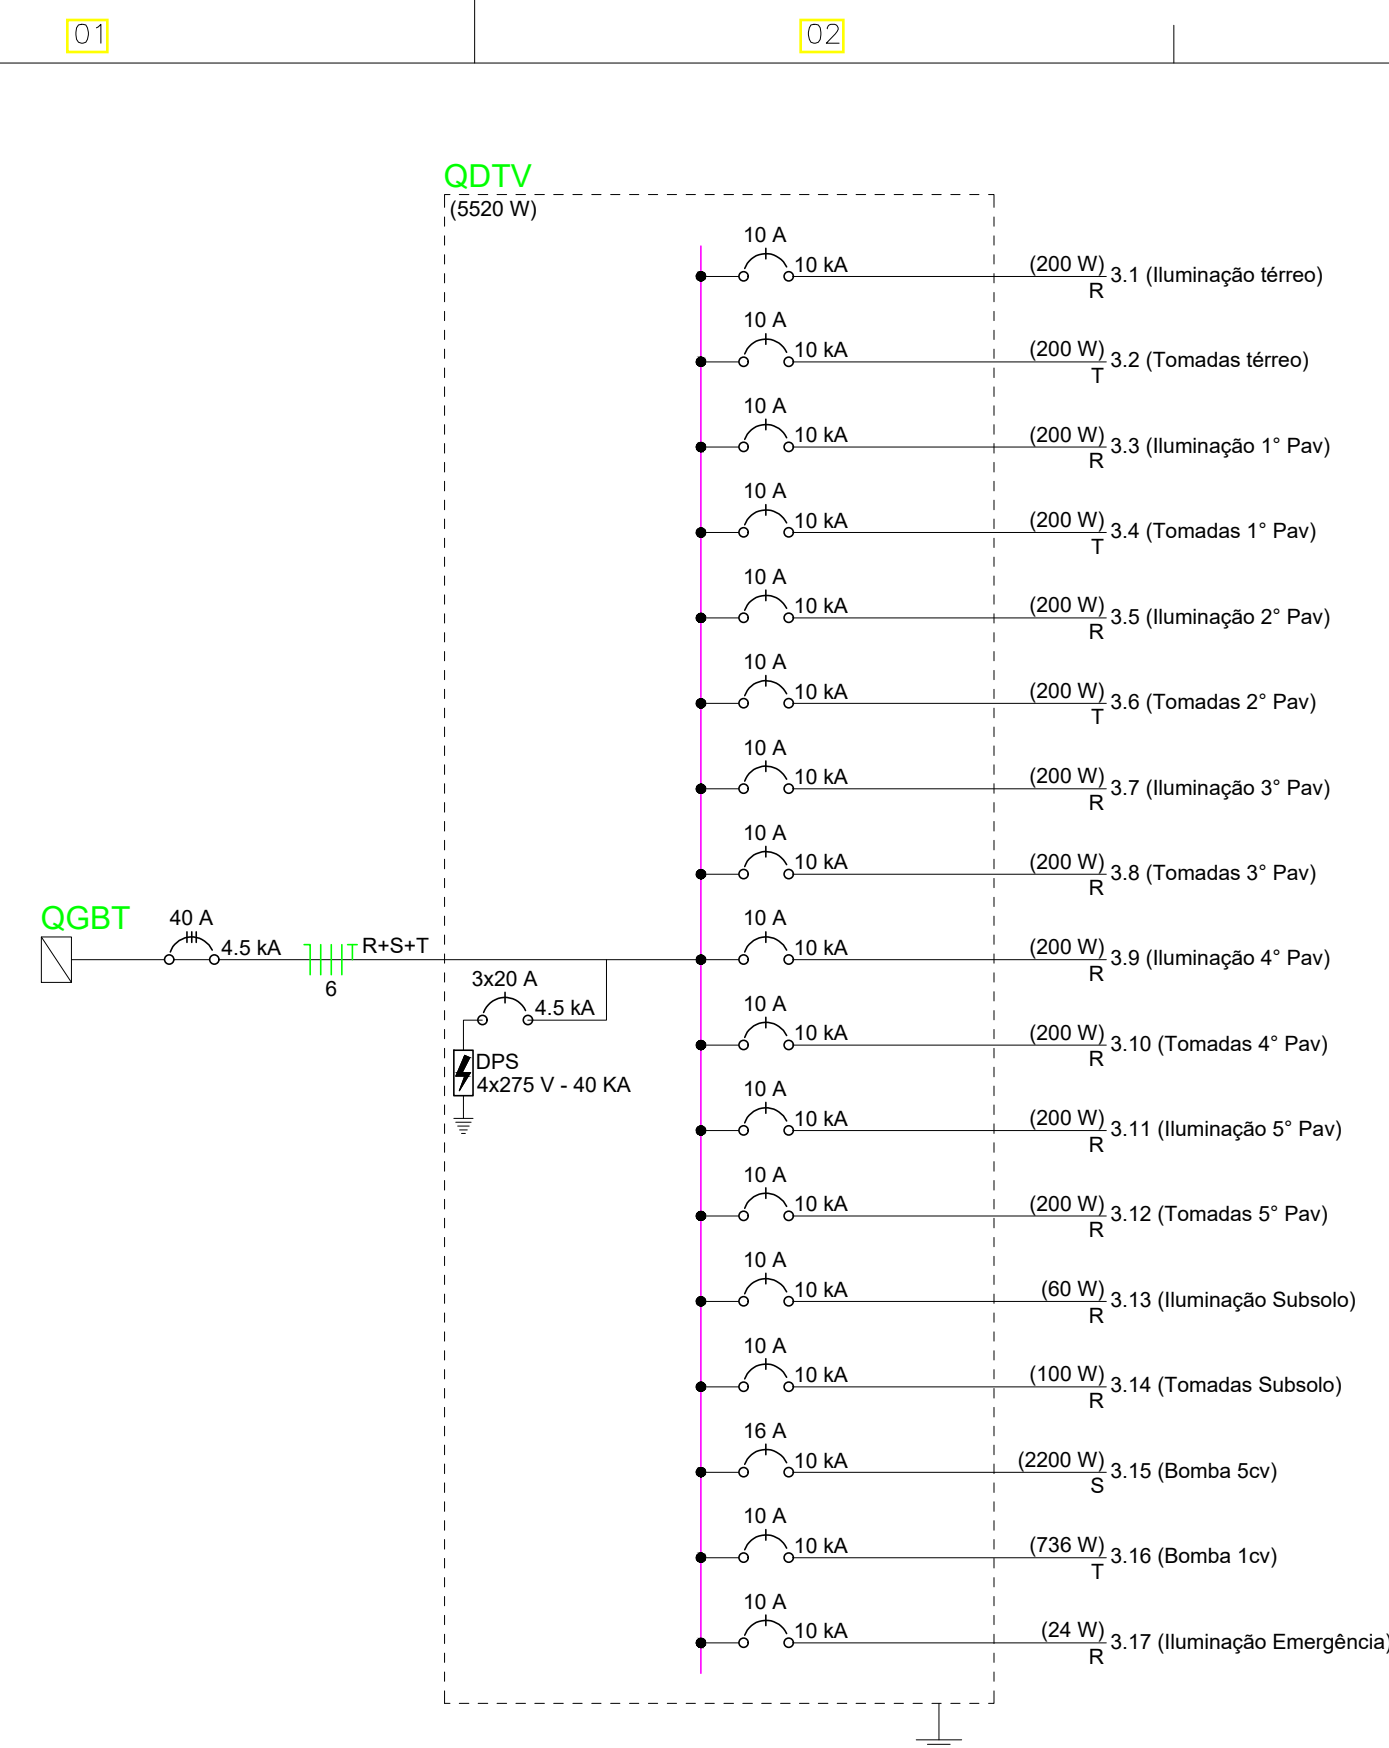 01
02
QDTV
(5520 W)
10 A
10 kA
(200 W)
R
3.1 (Iluminação térreo)
10 A
10 kA
(200 W)
T
3.2 (Tomadas térreo)
10 A
10 kA
(200 W)
R
3.3 (Iluminação 1° Pav)
10 A
10 kA
(200 W)
T
3.4 (Tomadas 1° Pav)
10 A
10 kA
(200 W)
R
3.5 (Iluminação 2° Pav)
10 A
10 kA
(200 W)
T
3.6 (Tomadas 2° Pav)
10 A
10 kA
(200 W)
R
3.7 (Iluminação 3° Pav)
10 A
10 kA
(200 W)
R
3.8 (Tomadas 3° Pav)
QGBT
40 A
4.5 kA
6
R+S+T
10 A
10 kA
(200 W)
R
3.9 (Iluminação 4° Pav)
3x20 A
4.5 kA
DPS
4x275 V - 40 KA
10 A
10 kA
(200 W)
R
3.10 (Tomadas 4° Pav)
10 A
10 kA
(200 W)
R
3.11 (Iluminação 5° Pav)
10 A
10 kA
(200 W)
R
3.12 (Tomadas 5° Pav)
10 A
10 kA
(60 W)
R
3.13 (Iluminação Subsolo)
10 A
10 kA
(100 W)
R
3.14 (Tomadas Subsolo)
16 A
10 kA
(2200 W)
S
3.15 (Bomba 5cv)
10 A
10 kA
(736 W)
T
3.16 (Bomba 1cv)
10 A
10 kA
(24 W)
R
3.17 (Iluminação Emergência)